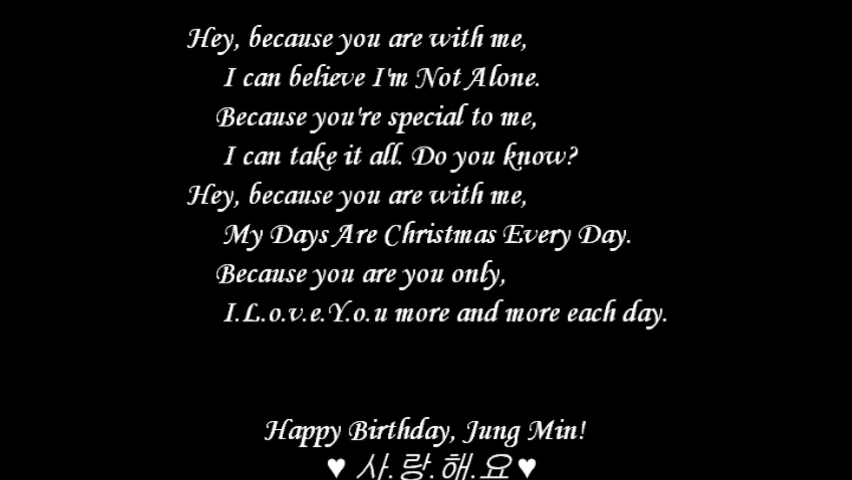 Hey, because you are with me,
I can believe I'm Not Alone.
Because you're special to me,
I can take it all. Do you know?
Hey, because you are with me,
My Days Are Christmas Every Day.
Because you are you only,
I.L.o.v.e.Y.o.u more and more each day.
Happy Birthday, Jung Min!
♥ 사.랑.해.요 ♥